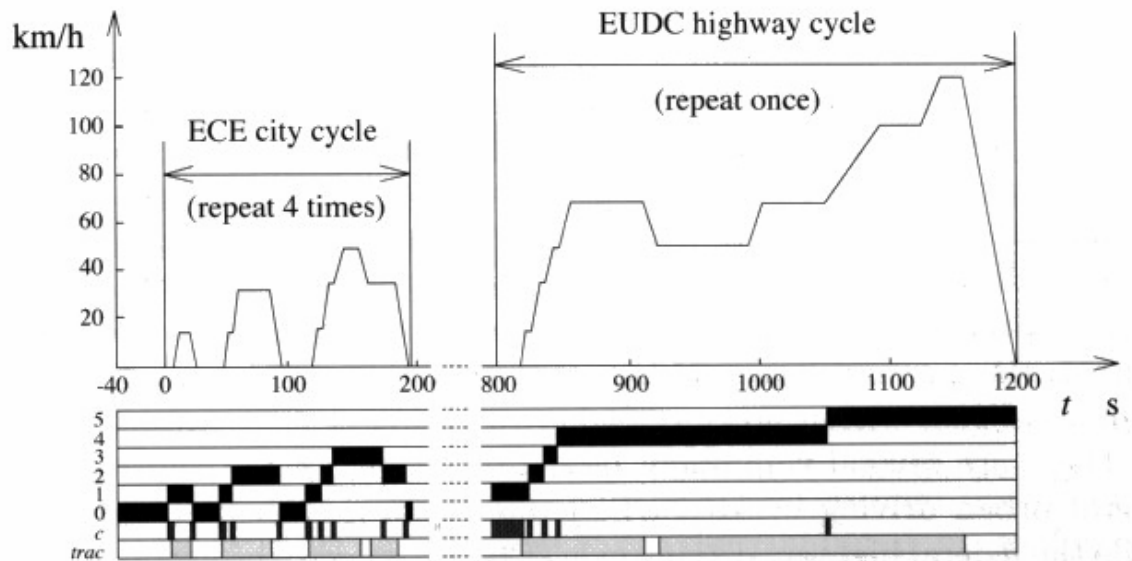 km/h
EUDC highway cycle
(repeat once)
ECE city cycle
(repeat 4 times)
120
100
80
60
40
20
-40 0 100 200 800 900 1000 1100 1200
t s
5
4
3
2
1
0
c
trac